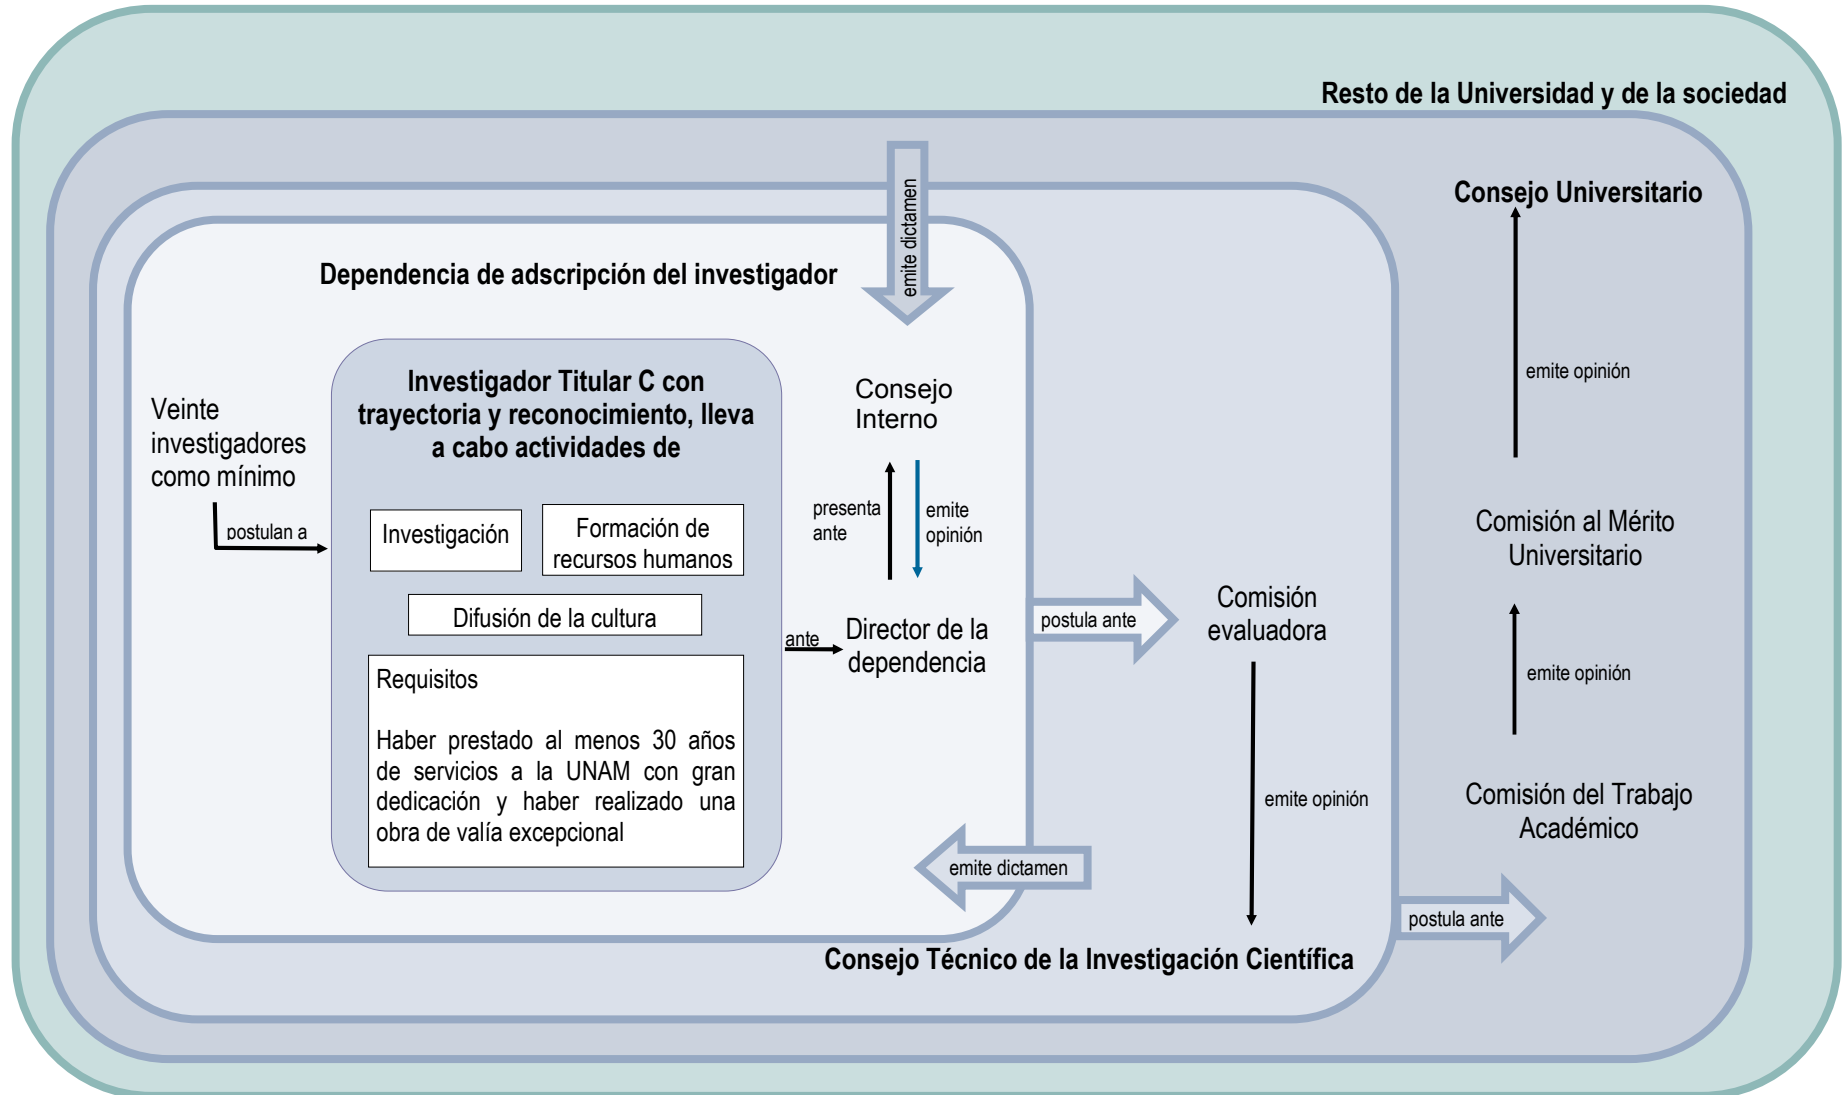 Resto de la Universidad y de la sociedad
Consejo Universitario
emite dictamen
Dependencia de adscripción del investigador
Veinte
investigadores
como mínimo
postulan a
Investigador Titular C con
trayectoria y reconocimiento, lleva
a cabo actividades de
Investigación
Formación de
recursos humanos
Difusión de la cultura
Requisitos
Haber prestado al menos 30 años
de servicios a la UNAM con gran
dedicación y haber realizado una
obra de valía excepcional
ante
Consejo
Interno
presenta
ante
emite
opinión
Director de la
dependencia
postula ante
Comisión
evaluadora
emite opinión
emite dictamen
Consejo Técnico de la Investigación Científica
postula ante
emite opinión
Comisión al Mérito
Universitario
emite opinión
Comisión del Trabajo
Académico